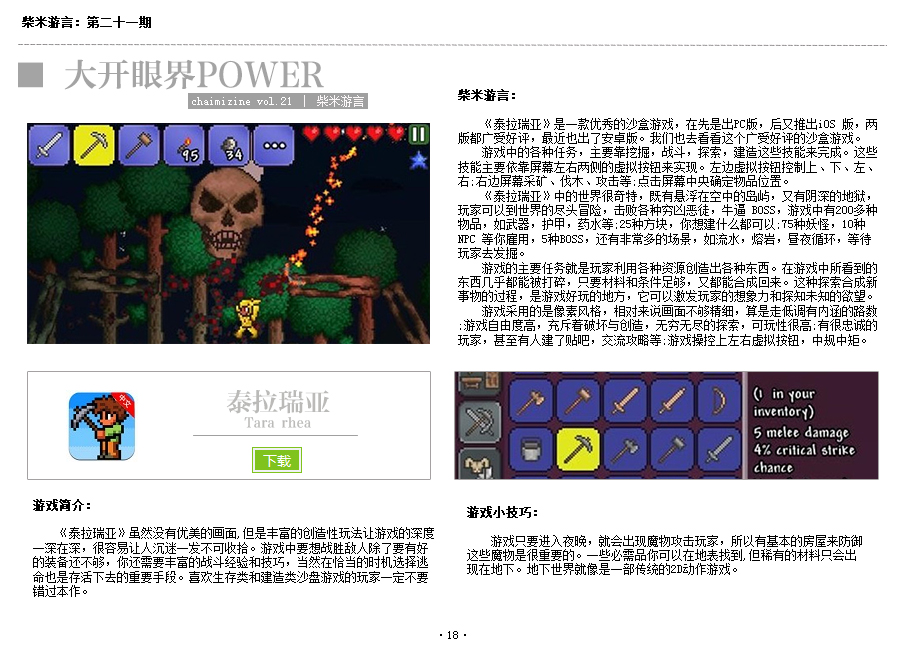 柴米游言：第二十一期
大开眼界POWER
chaimizine vol.21 | 柴米游言
95
34
中文
泰拉瑞亚
Tara rhea
下载
游戏简介：
《泰拉瑞亚》虽然没有优美的画面,但是丰富的创造性玩法让游戏的深度
一深在深，很容易让人沉迷一发不可收拾。游戏中要想战胜敌人除了要有好
的装备还不够，你还需要丰富的战斗经验和技巧，当然在恰当的时机选择逃
命也是存活下去的重要手段。喜欢生存类和建造类沙盘游戏的玩家一定不要
错过本作。
柴米游言：
《泰拉瑞亚》是一款优秀的沙盒游戏，在先是出PC版，后又推出iOS 版，两
版都广受好评，最近也出了安卓版。我们也去看看这个广受好评的沙盒游戏。
游戏中的各种任务，主要靠挖掘，战斗，探索，建造这些技能来完成。这些
技能主要依靠屏幕左右两侧的虚拟按钮来实现。左边虚拟按钮控制上、下、左、
右;右边屏幕采矿、伐木、攻击等;点击屏幕中央确定物品位置。
《泰拉瑞亚》中的世界很奇特，既有悬浮在空中的岛屿，又有阴深的地狱，
玩家可以到世界的尽头冒险，击败各种穷凶恶徒，牛逼 BOSS，游戏中有200多种
物品，如武器，护甲，药水等;25种方块，你想建什么都可以;75种妖怪，10种
NPC 等你雇用，5种BOSS，还有非常多的场景，如流水，熔岩，昼夜循环，等待
玩家去发掘。
游戏的主要任务就是玩家利用各种资源创造出各种东西。在游戏中所看到的
东西几乎都能被打碎，只要材料和条件足够，又都能合成回来。这种探索合成新
事物的过程，是游戏好玩的地方，它可以激发玩家的想象力和探知未知的欲望。
游戏采用的是像素风格，相对来说画面不够精细，算是走低调有内涵的路数
;游戏自由度高，充斥着破坏与创造，无穷无尽的探索，可玩性很高;有很忠诚的
玩家，甚至有人建了贴吧，交流攻略等;游戏操控上左右虚拟按钮，中规中矩。
(1 in your
inventory)
5 melee damage
4% critical strike
chance
游戏小技巧：
游戏只要进入夜晚，就会出现魔物攻击玩家，所以有基本的房屋来防御
这些魔物是很重要的。一些必需品你可以在地表找到,但稀有的材料只会出
现在地下。地下世界就像是一部传统的2D动作游戏。
· 18 ·